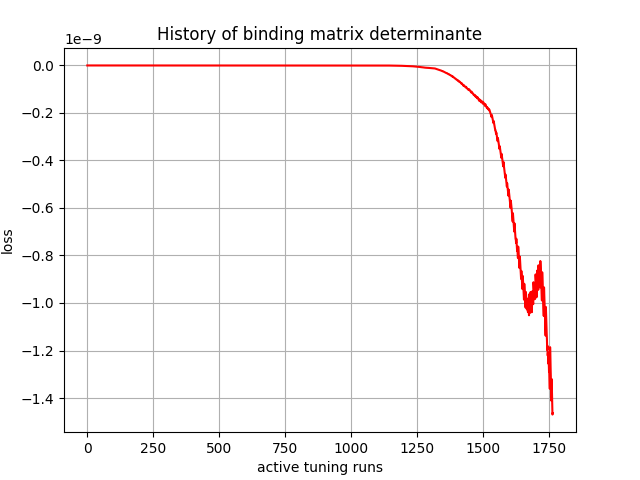 History of binding matrix determinante
1e−9
0.0
−0.2
−0.4
−0.6
−0.8
−1.0
−1.2
−1.4
loss
0 250 500 750 1000 1250 1500 1750
active tuning runs